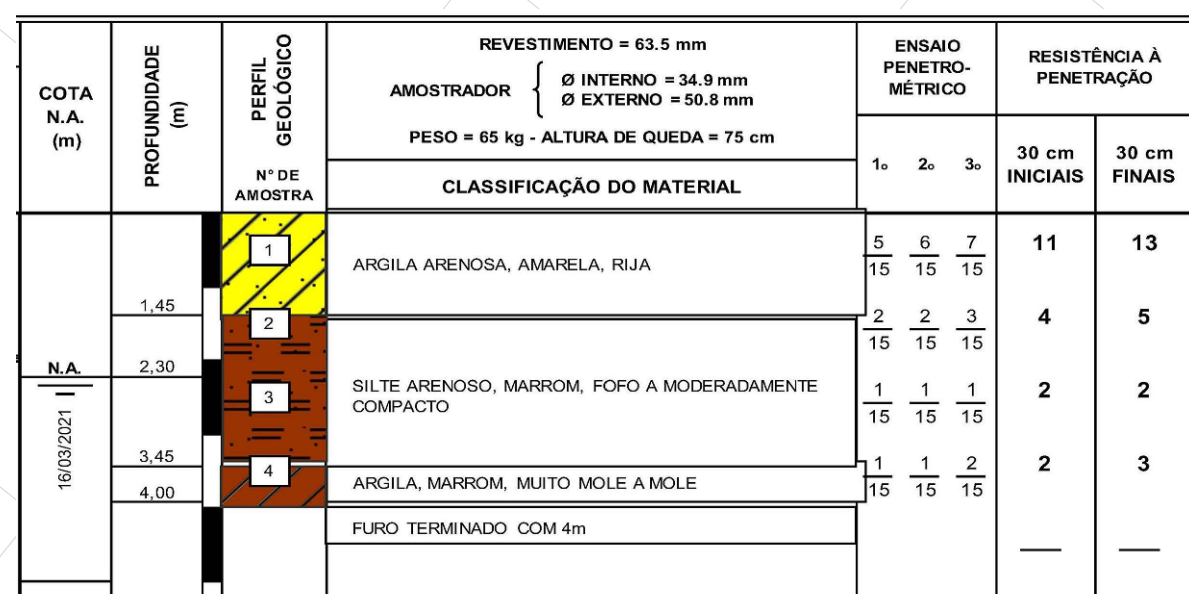 COTA
N.A.
(m)
PROFUNDIDADE
(m)
PERFIL
GEOLÓGICO
N° DE
AMOSTRA
REVESTIMENTO = 63.5 mm
AMOSTRADOR
Ø INTERNO = 34.9 mm
Ø EXTERNO = 50.8 mm
PESO = 65 kg - ALTURA DE QUEDA = 75 cm
CLASSIFICAÇÃO DO MATERIAL
ENSAIO
PENETRO-
MÉTRICO
1o 2o 3o
RESISTÊNCIA À
PENETRAÇÃO
30 cm
INICIAIS
30 cm
FINAIS
1
ARGILA ARENOSA, AMARELA, RIJA
5 6 7
15 15 15
11 13
1,45
2
2 2 3
15 15 15
4 5
N.A.
2,30
16/03/2021
3
SILTE ARENOSO, MARROM, FOFO A MODERADAMENTE
COMPACTO
1 1 1
15 15 15
2 2
3,45
4
1 1 2
15 15 15
2 3
4,00
ARGILA, MARROM, MUITO MOLE A MOLE
FURO TERMINADO COM 4m